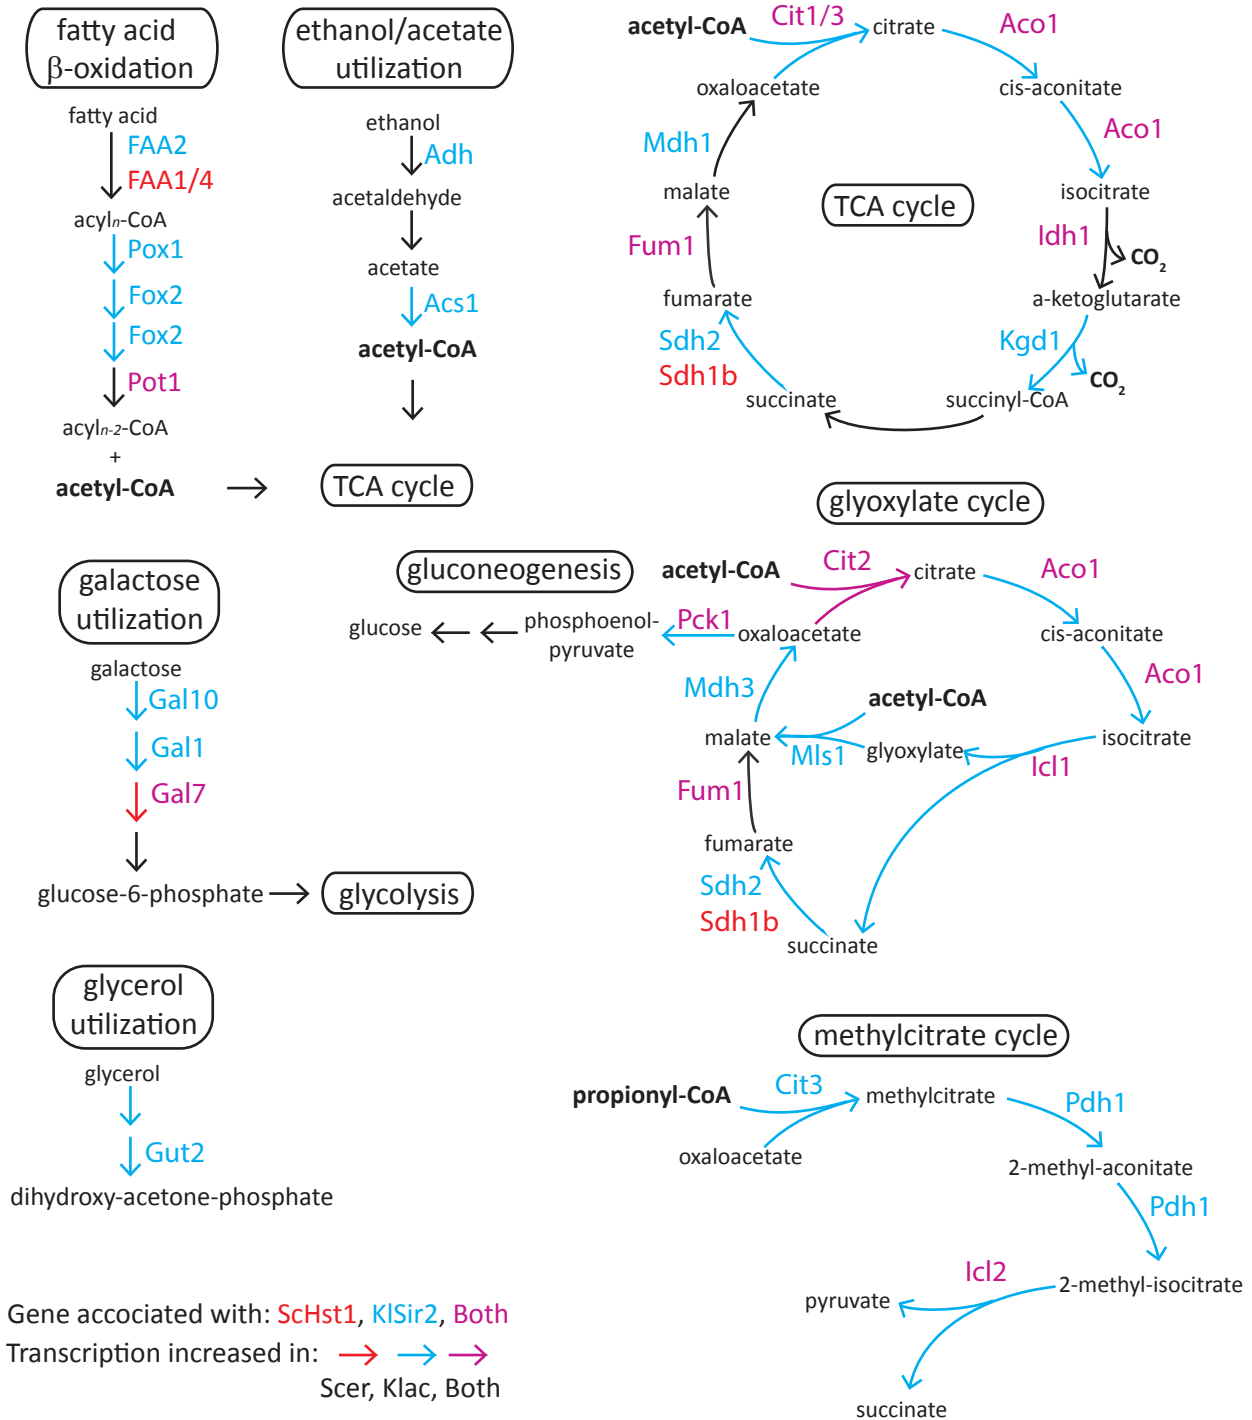 fatty acid
β-oxidation
fatty acid
FAA2
FAA1/4
acyln-CoA
Pox1
Fox2
Fox2
Pot1
acyln-2-CoA
+
acetyl-CoA
ethanol/acetate
utilization
ethanol
Adh
acetaldehyde
acetate
Acs1
acetyl-CoA
TCA cycle
acetyl-CoA
Cit1/3
citrate
Aco1
oxaloacetate
cis-aconitate
Mdh1
Aco1
malate
TCA cycle
isocitrate
Fum1
Idh1
CO2
fumarate
a-ketoglutarate
Sdh2
Kgd1
Sdh1b
CO2
succinate
succinyl-CoA
galactose
utilization
galactose
Gal10
Gal1
Gal7
glucose-6-phosphate
glycolysis
glyoxylate cycle
gluconeogenesis
acetyl-CoA
Cit2
citrate
Aco1
glucose
phosphoenol-
pyruvate
Pck1
oxaloacetate
cis-aconitate
Mdh3
Aco1
acetyl-CoA
malate
Mls1
glyoxylate
isocitrate
Icl1
Fum1
fumarate
Sdh2
Sdh1b
succinate
glycerol
utilization
glycerol
Gut2
dihydroxy-acetone-phosphate
methylcitrate cycle
propionyl-CoA
Cit3
methylcitrate
Pdh1
oxaloacetate
2-methyl-aconitate
Pdh1
Icl2
2-methyl-isocitrate
pyruvate
succinate
Gene accociated with: ScHst1, KlSir2, Both
Transcription increased in:
Scer, Klac, Both